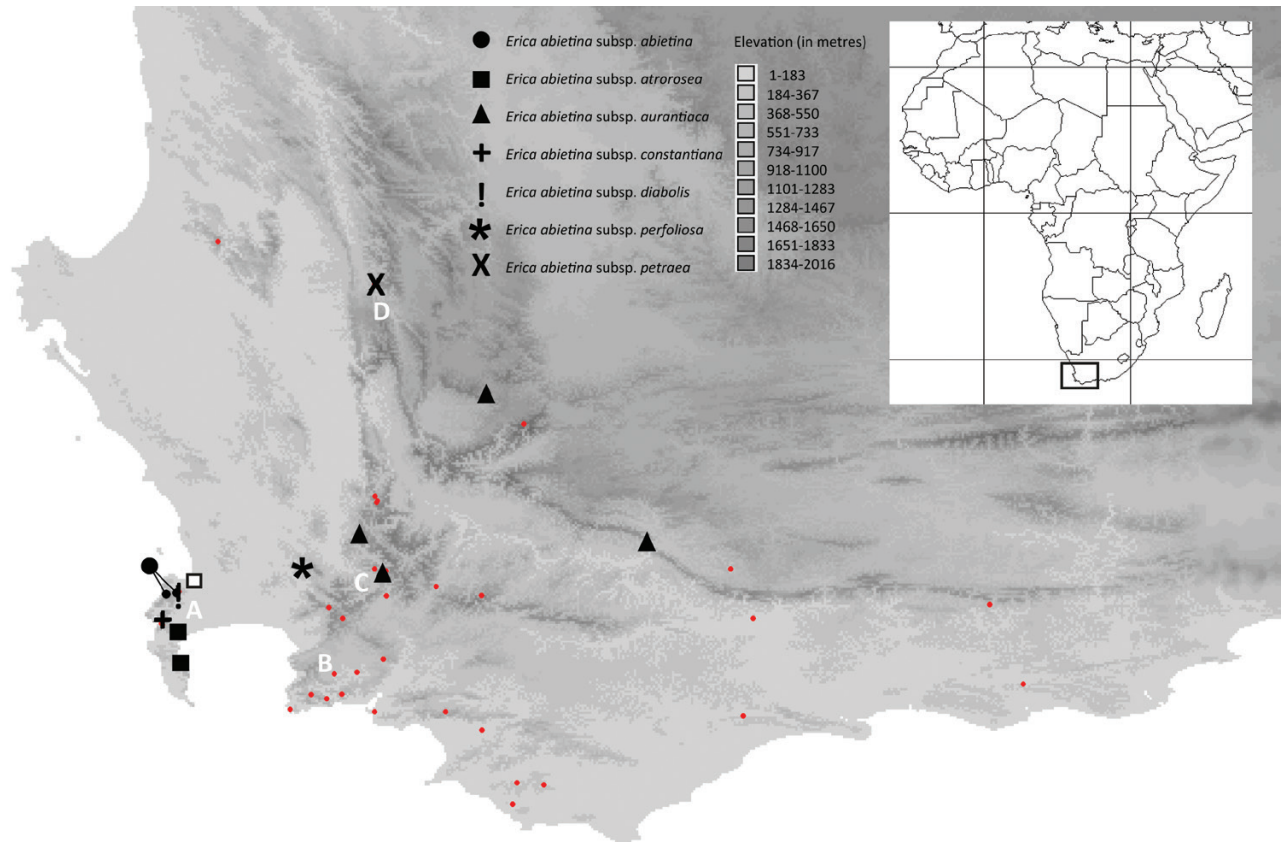 Erica abietina subsp. abietina
Erica abietina subsp. atrorosea
Erica abietina subsp. aurantiaca
Erica abietina subsp. constantiana
Erica abietina subsp. diabolis
Erica abietina subsp. perfoliosa
X Erica abietina subsp. petraea
Elevation (in metres)
1-183
184-367
368-550
551-733
734-917
918-1100
1101-1283
1284-1467
1468-1650
1651-1833
1834-2016
X
D
C
A
B